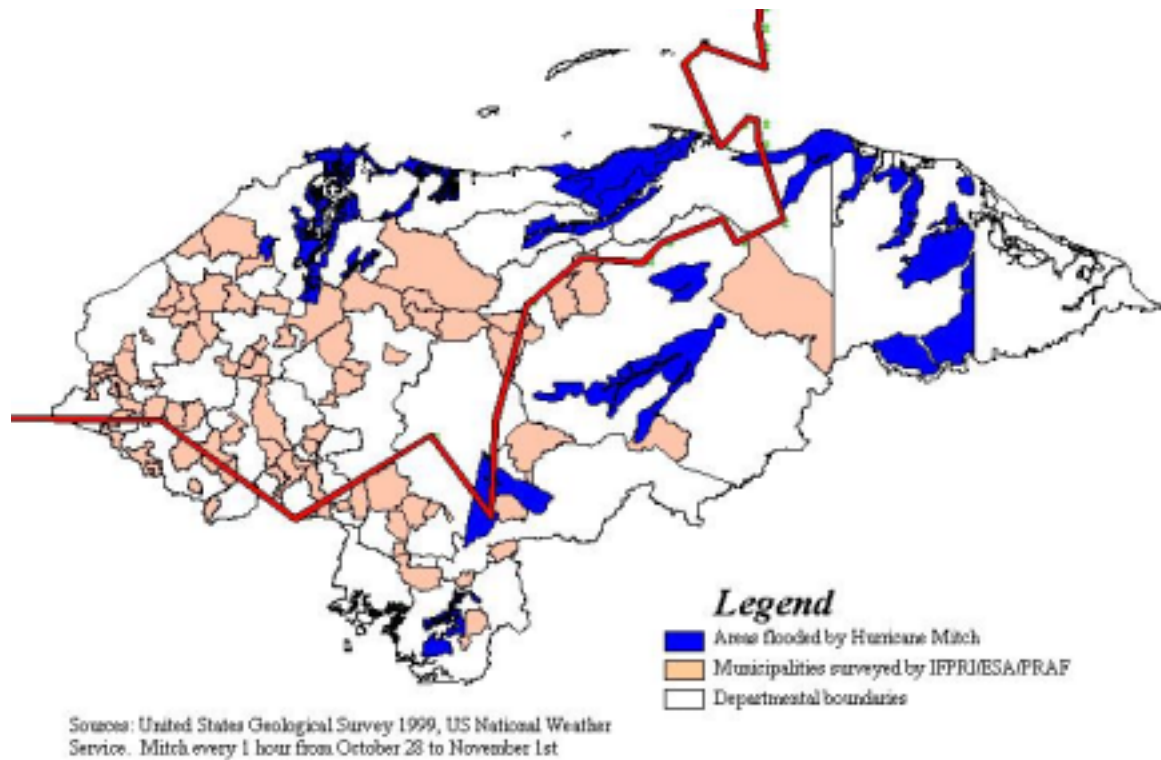 Legend
Areas flooded by Hurricane Mitch
Municipalities surveyed by IFPRI/ESA/PRAF
Departmental boundaries
Sources: United States Geological Survey 1999, US National Weather
Service. Mitch every 1 hour from October 28 to November 1st